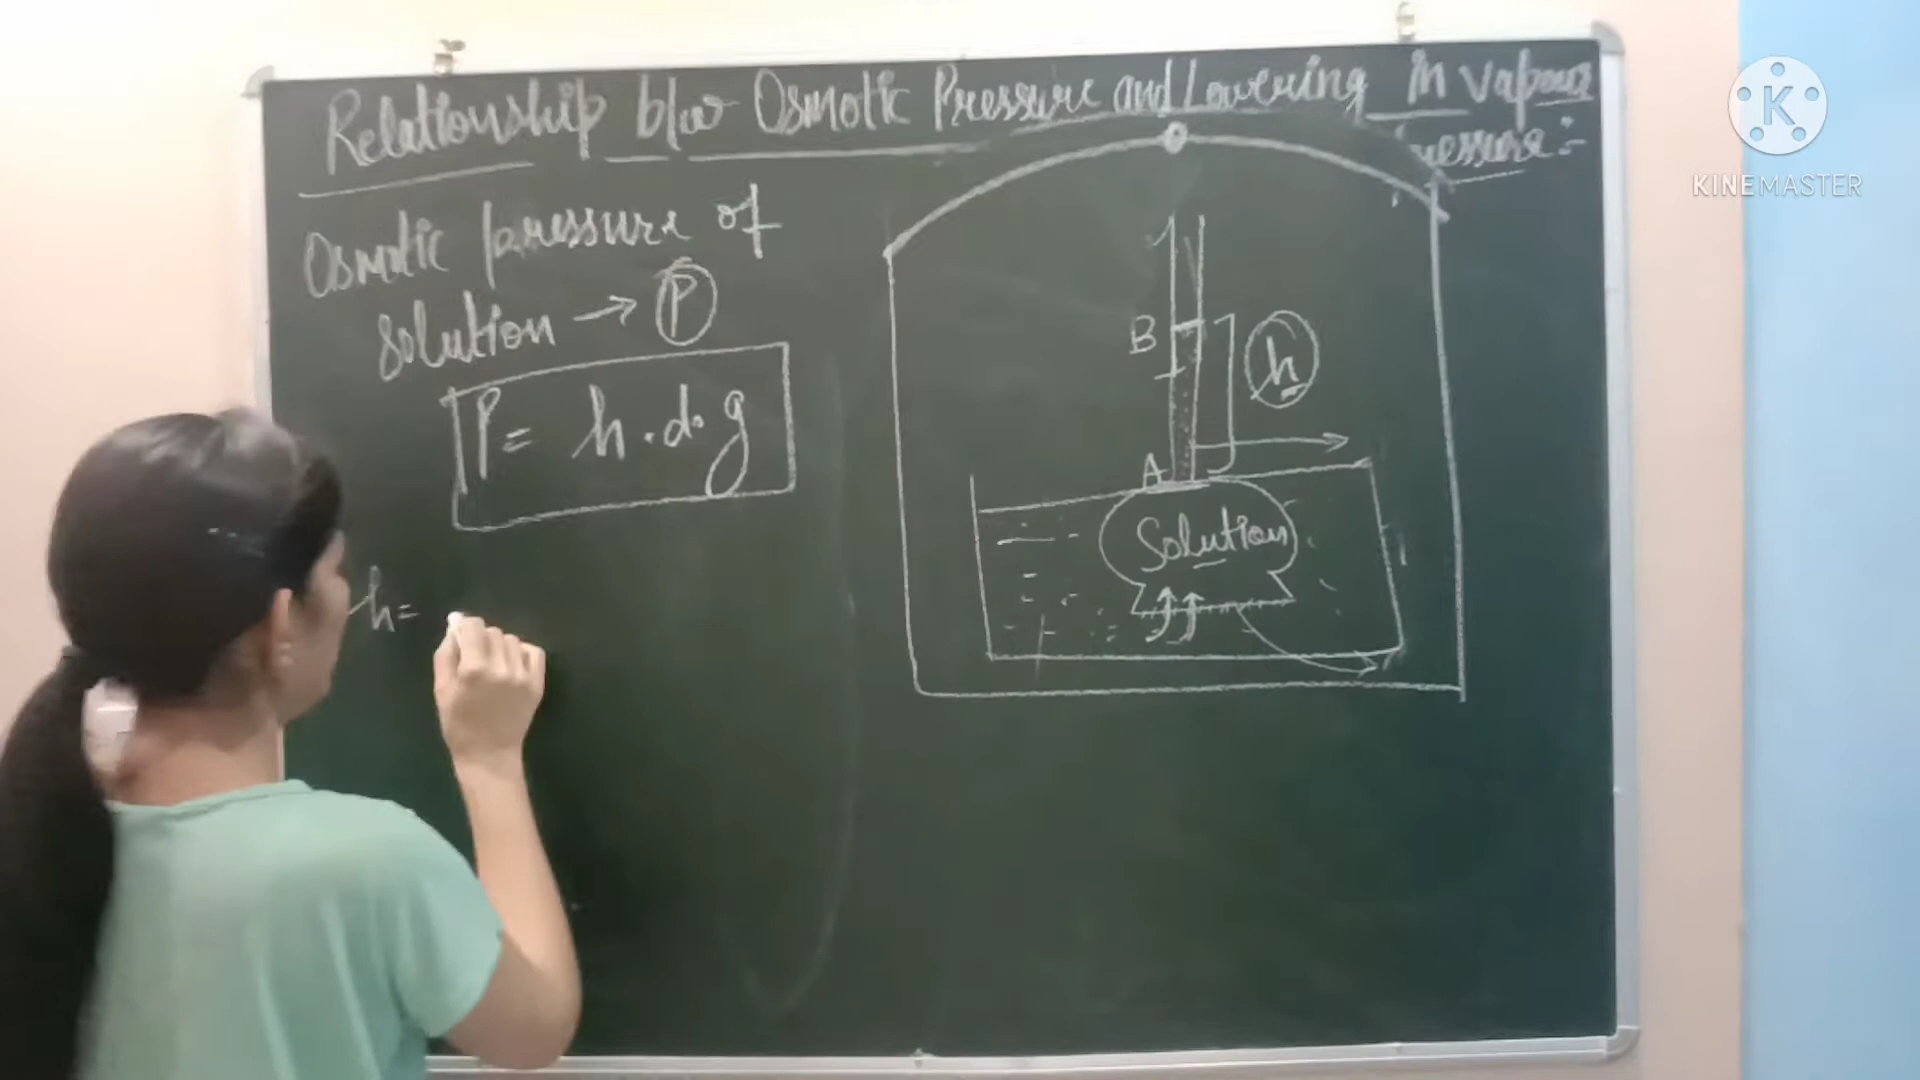 Relationship b/w Osmotic Pressure and Lowering in vapour
pressure :-
Osmotic pressure of
solution → P
P = h . d . g
h =
B
h
A
Solution
K
KINEMASTER